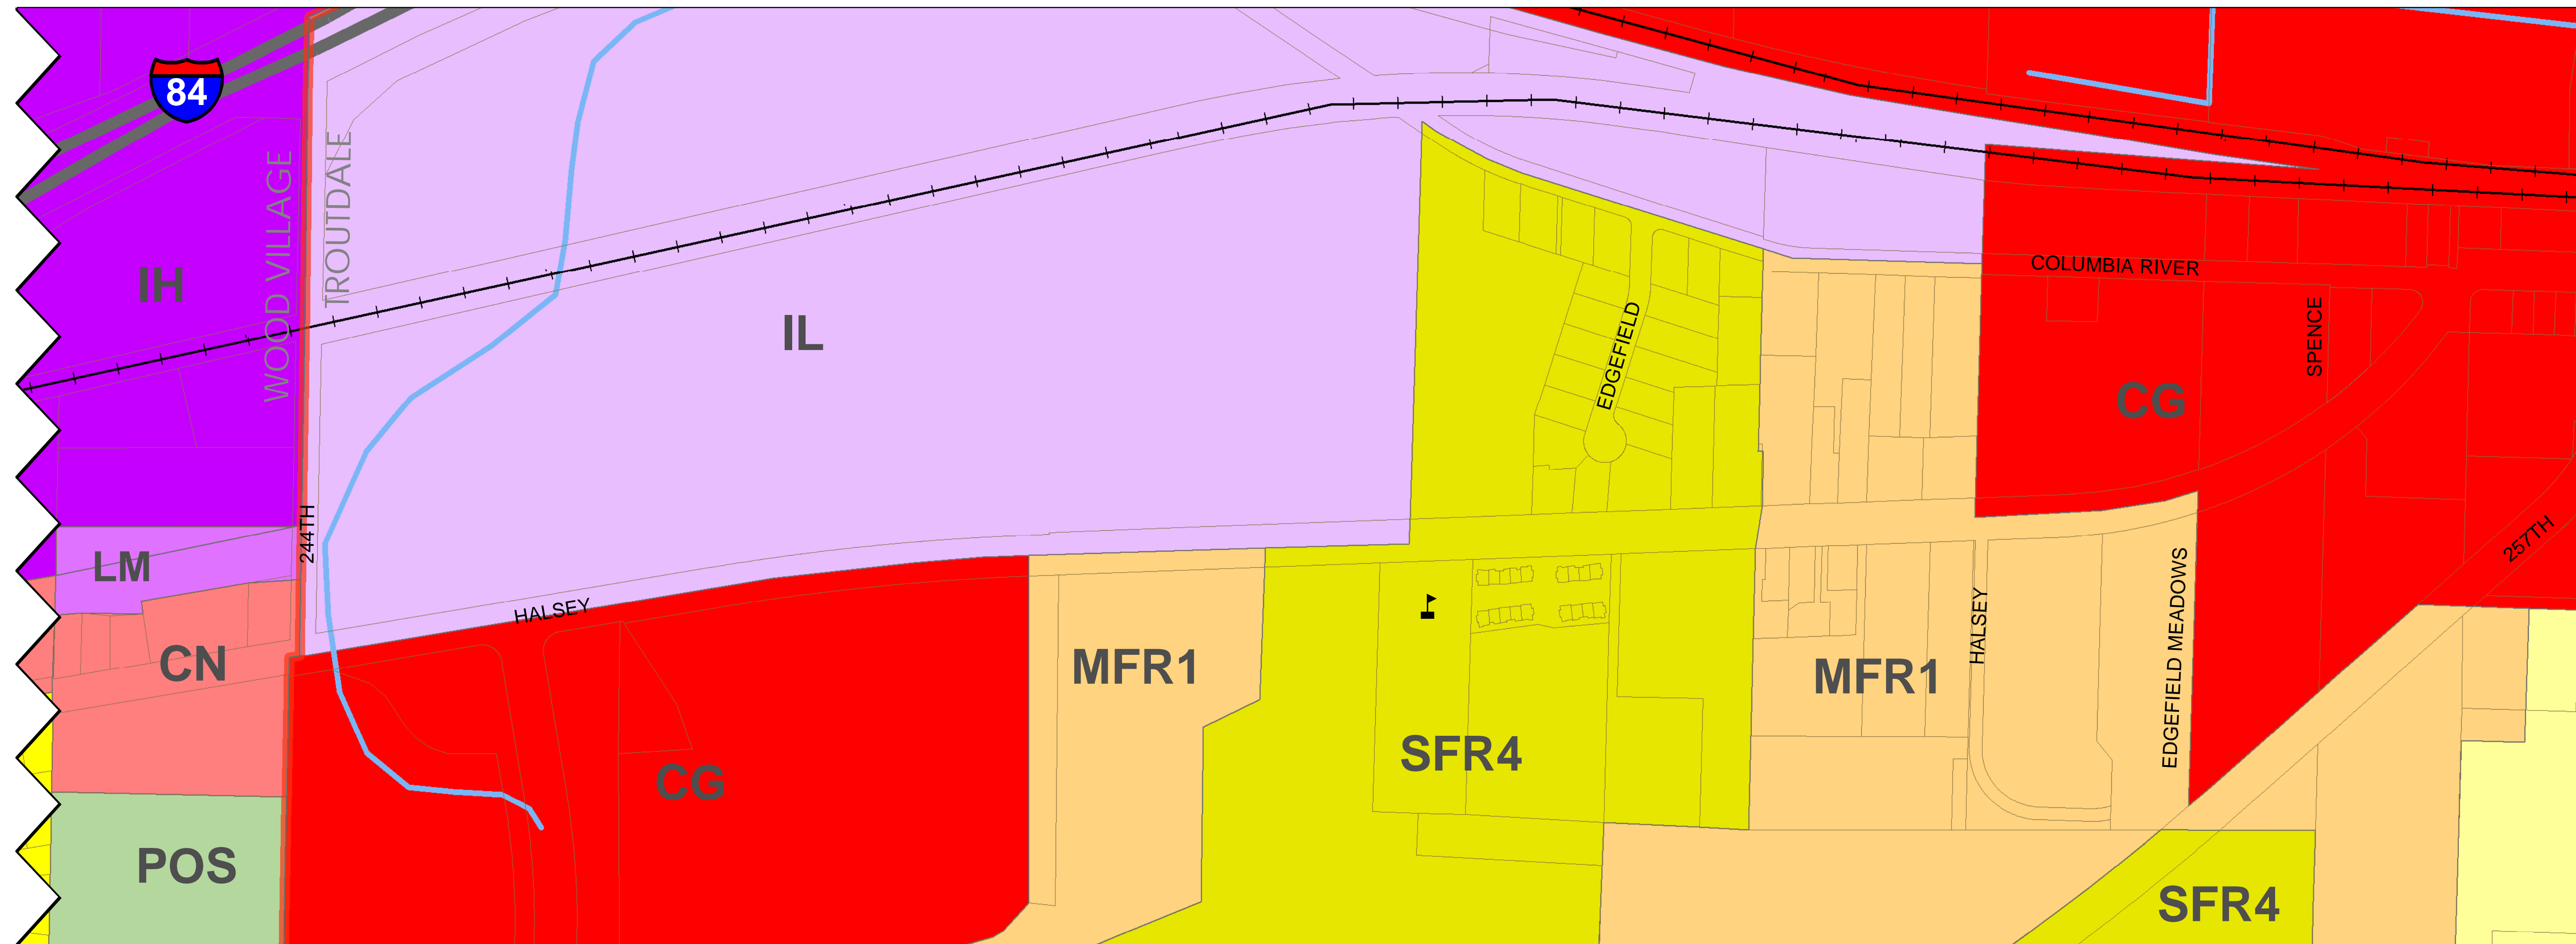 84
IH
WOOD VILLAGE
TROUTDALE
IL
COLUMBIA RIVER
EDGEFIELD
SPENCE
CG
244TH
LM
HALSEY
CN
MFR1
SFR4
MFR1
HALSEY
EDGEFIELD MEADOWS
257TH
CG
POS
SFR4